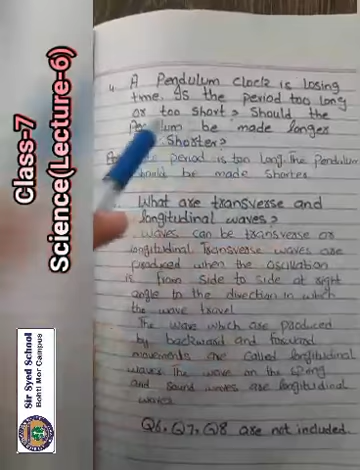 Class-7
Science(Lecture-6)
Sir Syed School
Bohti Mor Campus
4. A Pendulum clock is losing
time. Is the period too long
or too short? Should the
be made longer
Shorter?
period is too long. The Pendulum
be made shorter
What are transverse and
longitudinal waves?
Waves can be transverse or
longitudinal. Transverse waves are
produced when the oscillation
is from side to side at right
angle to the direction in which
the wave travel
The wave which are produced
by backward and forward
movements are called longitudinal
waves The wave on the spring
and sound waves are longitudinal
waves
Q6, Q7, Q8 are not included